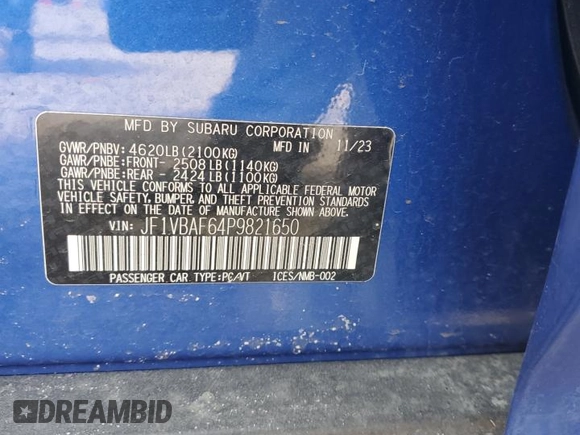 MFD BY SUBARU CORPORATION
GVWR/PNBV: 4620LB(2100KG) MFD IN 11/23
GAWR/PNBE:FRONT- 2508LB(1140KG)
GAWR/PNBE:REAR - 2424LB(1100KG)
THIS VEHICLE CONFORMS TO ALL APPLICABLE FEDERAL MOTOR
VEHICLE SAFETY, BUMPER, AND THEFT PREVENTION STANDARDS
IN EFFECT ON THE DATE OF MANUFACTURE SHOWN ABOVE.
VIN: JF1VBAF64P9821650
PASSENGER CAR TYPE:PC/VT ICES/NMB-002
DREAMBID